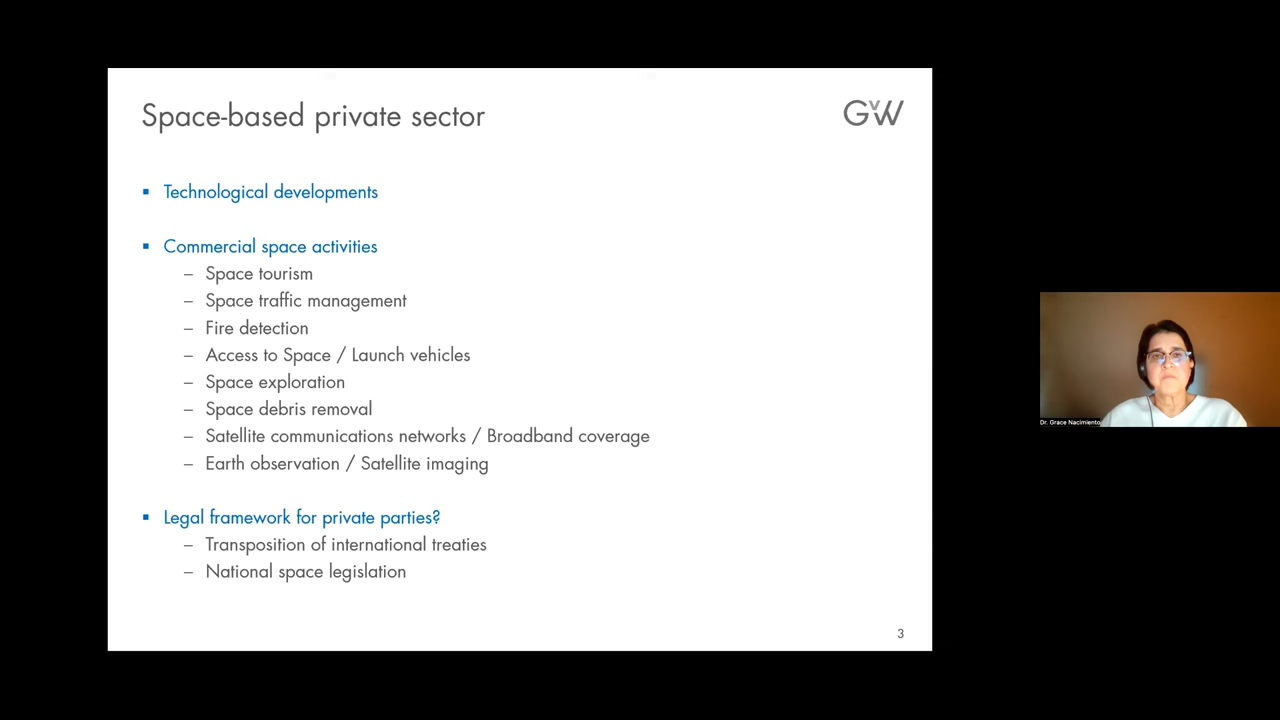 Space-based private sector
GvW
▪ Technological developments
▪ Commercial space activities
– Space tourism
– Space traffic management
– Fire detection
– Access to Space / Launch vehicles
– Space exploration
– Space debris removal
– Satellite communications networks / Broadband coverage
– Earth observation / Satellite imaging
▪ Legal framework for private parties?
– Transposition of international treaties
– National space legislation
3
Dr. Grace Nacimiento